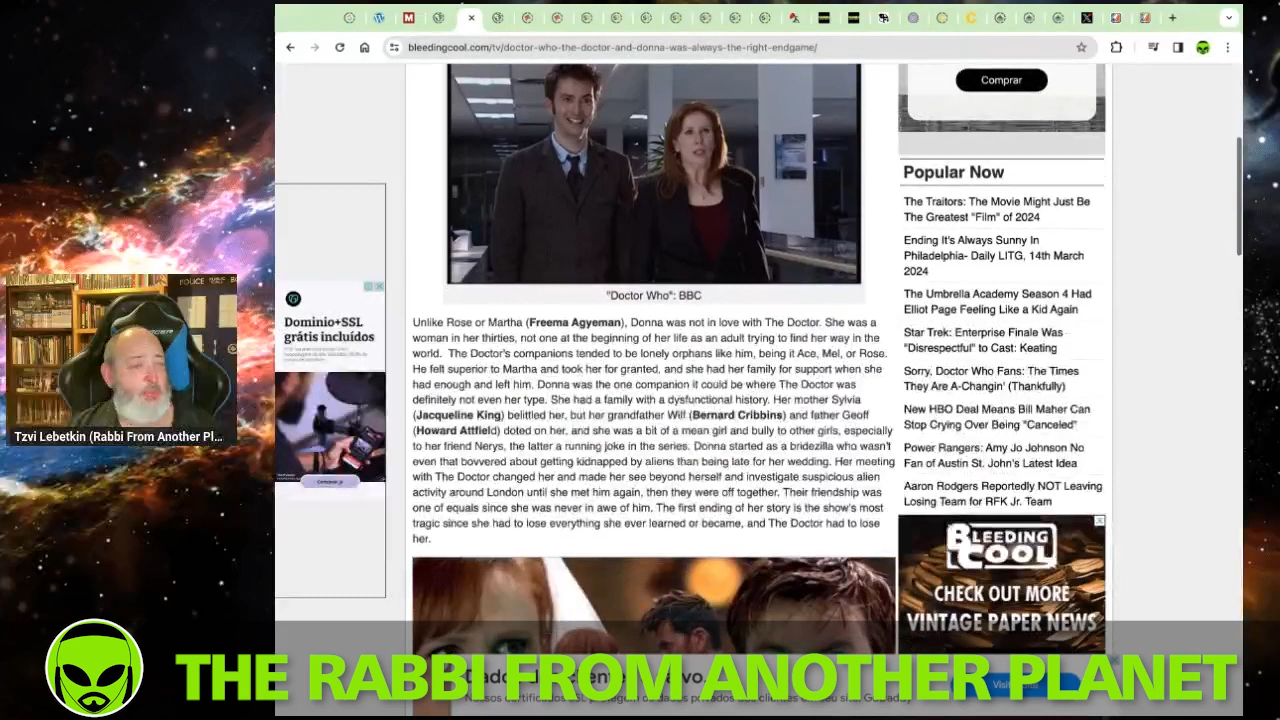 bleedingcool.com/tv/doctor-who-the-doctor-and-donna-was-always-the-right-endgame/
Comprar
"Doctor Who": BBC
Unlike Rose or Martha (Freema Agyeman), Donna was not in love with The Doctor. She was a
woman in her thirties, not one at the beginning of her life as an adult trying to find her way in the
world. The Doctor's companions tended to be lonely orphans like him, being it Ace, Mel, or Rose.
He felt superior to Martha and took her for granted, and she had her family for support when she
had enough and left him. Donna was the one companion it could be where The Doctor was
definitely not even her type. She had a family with a dysfunctional history. Her mother Sylvia
(Jacqueline King) belittled her, but her grandfather Wilf (Bernard Cribbins) and father Geoff
(Howard Attfield) doted on her, and she was a bit of a mean girl and bully to other girls, especially
to her friend Nerys, the latter a running joke in the series. Donna started as a bridezilla who wasn't
even that bovvered about getting kidnapped by aliens than being late for her wedding. Her meeting
with The Doctor changed her and made her see beyond herself and investigate suspicious alien
activity around London until she met him again, then they were off together. Their friendship was
one of equals since she was never in awe of him. The first ending of her story is the show's most
tragic since she had to lose everything she ever learned or became, and The Doctor had to lose
her.
Popular Now
The Traitors: The Movie Might Just Be
The Greatest "Film" of 2024
Ending It's Always Sunny In
Philadelphia- Daily LITG, 14th March
2024
The Umbrella Academy Season 4 Had
Elliot Page Feeling Like a Kid Again
Star Trek: Enterprise Finale Was
"Disrespectful" to Cast: Keating
Sorry, Doctor Who Fans: The Times
They Are A-Changin' (Thankfully)
New HBO Deal Means Bill Maher Can
Stop Crying Over Being "Canceled"
Power Rangers: Amy Jo Johnson No
Fan of Austin St. John's Latest Idea
Aaron Rodgers Reportedly NOT Leaving
Losing Team for RFK Jr. Team
BLEEDING
COOL
CHECK OUT MORE
VINTAGE PAPER NEWS
Dominio+SSL
grátis incluídos
POLICE
Tzvi Lebetkin (Rabbi From Another Pl...
THE RABBI FROM ANOTHER PLANET